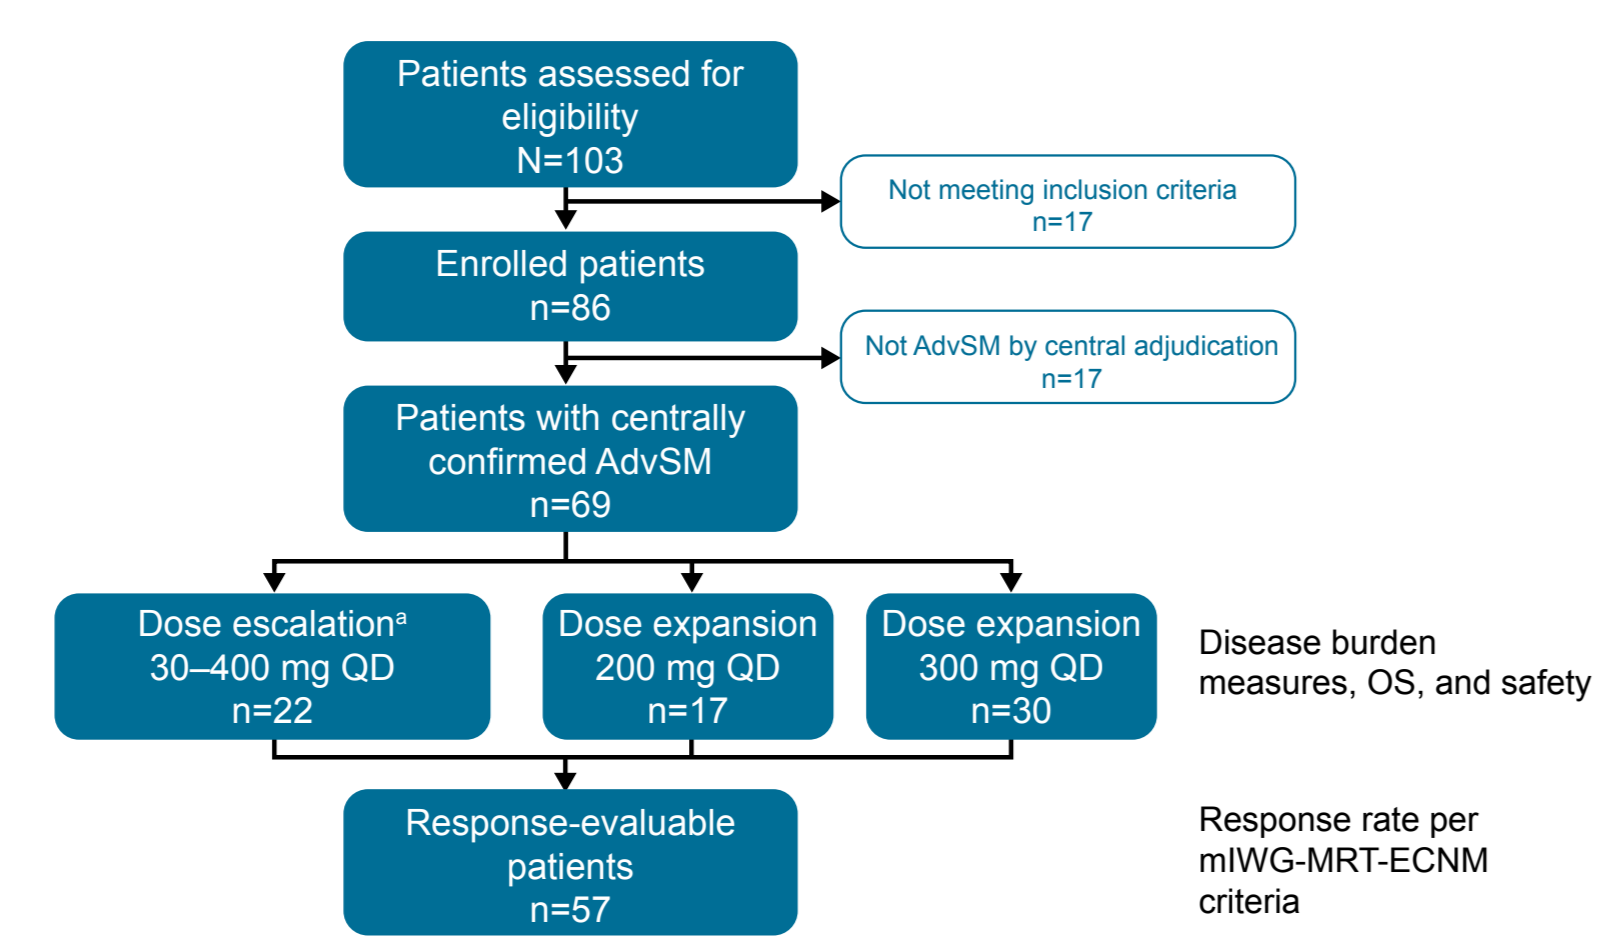 Patients assessed for
eligibility
N=103
Not meeting inclusion criteria
n=17
Enrolled patients
n=86
Not AdvSM by central adjudication
n=17
Patients with centrally
confirmed AdvSM
n=69
Dose escalationᵃ
30–400 mg QD
n=22
Dose expansion
200 mg QD
n=17
Dose expansion
300 mg QD
n=30
Disease burden
measures, OS, and safety
Response-evaluable
patients
n=57
Response rate per
mIWG-MRT-ECNM
criteria